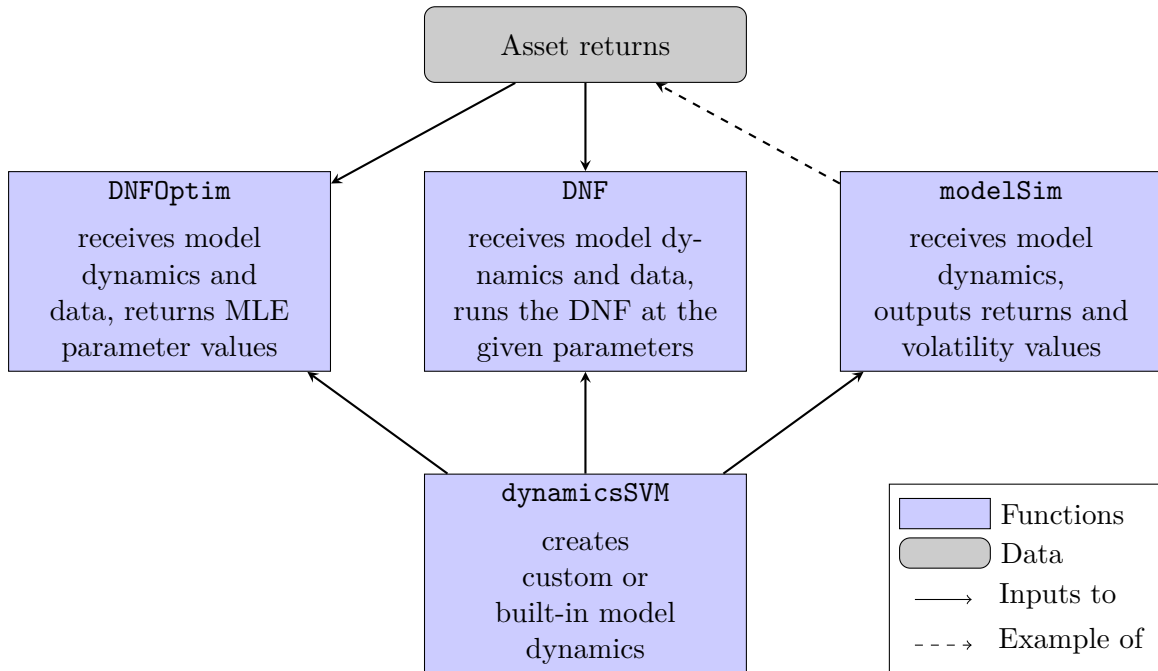 Asset returns
DNFOptim
receives model
dynamics and
data, returns MLE
parameter values
DNF
receives model dy-
namics and data,
runs the DNF at the
given parameters
modelSim
receives model
dynamics,
outputs returns and
volatility values
dynamicsSVM
creates
custom or
built-in model
dynamics
Functions
Data
Inputs to
Example of